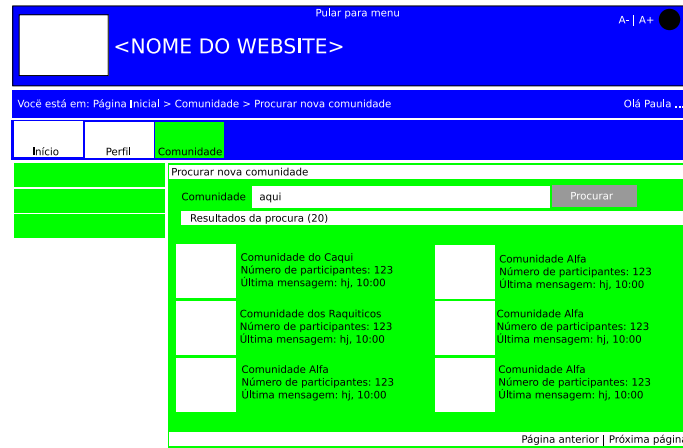 Pular para menu
A- | A+
<NOME DO WEBSITE>
Você está em: Página Inicial > Comunidade > Procurar nova comunidade
Olá Paula ...
Início
Perfil
Comunidade
Procurar nova comunidade
Comunidade
aqui
Procurar
Resultados da procura (20)
Comunidade do Caqui
Número de participantes: 123
Última mensagem: hj, 10:00
Comunidade Alfa
Número de participantes: 123
Última mensagem: hj, 10:00
Comunidade dos Raquiticos
Número de participantes: 123
Última mensagem: hj, 10:00
Comunidade Alfa
Número de participantes: 123
Última mensagem: hj, 10:00
Comunidade Alfa
Número de participantes: 123
Última mensagem: hj, 10:00
Comunidade Alfa
Número de participantes: 123
Última mensagem: hj, 10:00
Página anterior | Próxima página